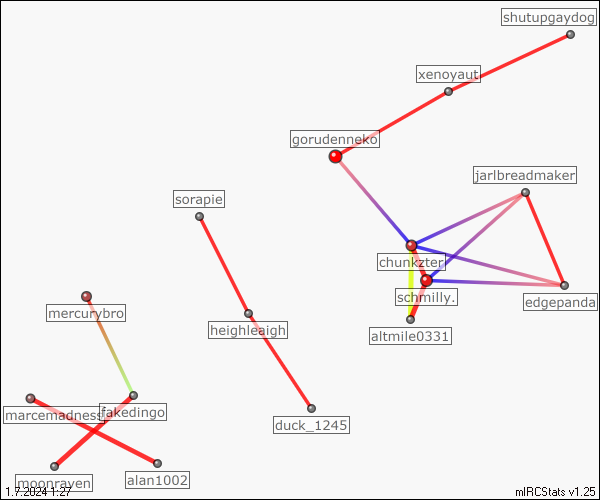 shutupgaydog
xenoyaut
gorudenneko
jarlbreadmaker
sorapie
chunkzter
schmilly.
edgepanda
mercurybro
heighleaigh
altmile0331
marcemadness
fakedingo
duck_1245
moonraven
alan1002
1.7.2024 1:27
mIRCStats v1.25